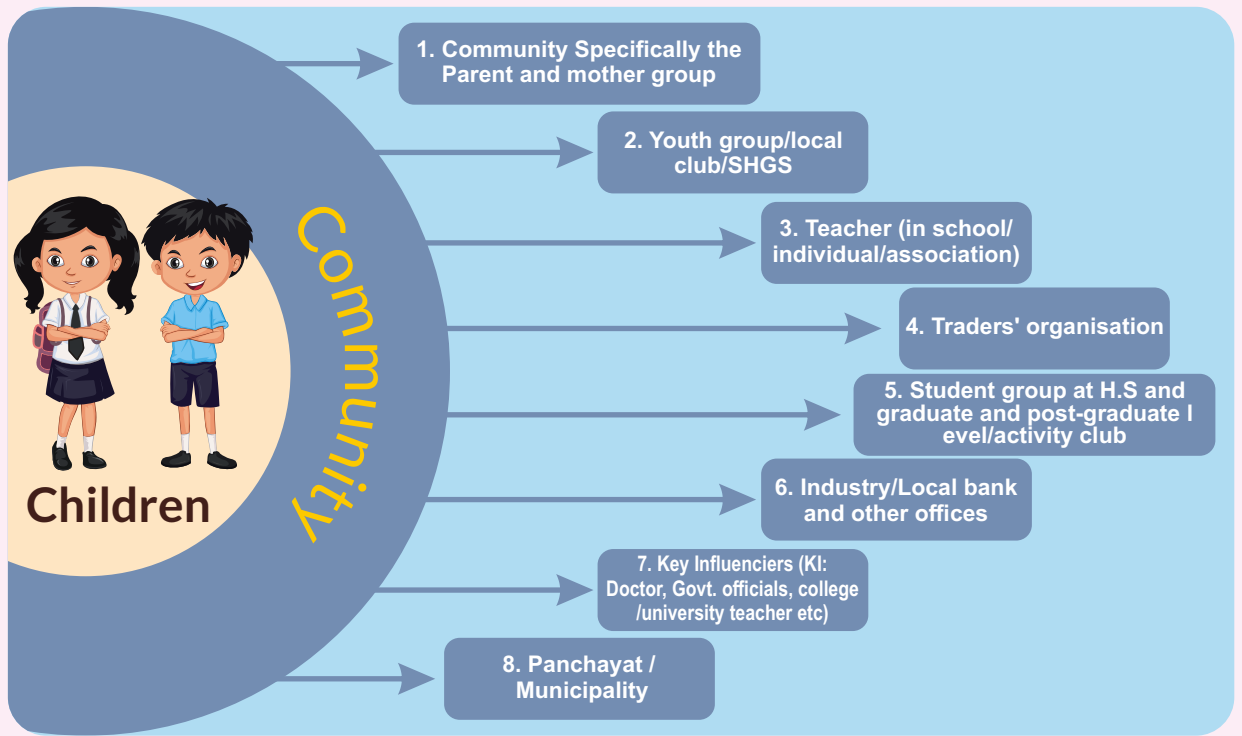 Children
Community
1. Community Specifically the
Parent and mother group
2. Youth group/local
club/SHGS
3. Teacher (in school/
individual/association)
4. Traders' organisation
5. Student group at H.S and
graduate and post-graduate l
evel/activity club
6. Industry/Local bank
and other offices
7. Key Influenciers (KI:
Doctor, Govt. officials, college
/university teacher etc)
8. Panchayat /
Municipality